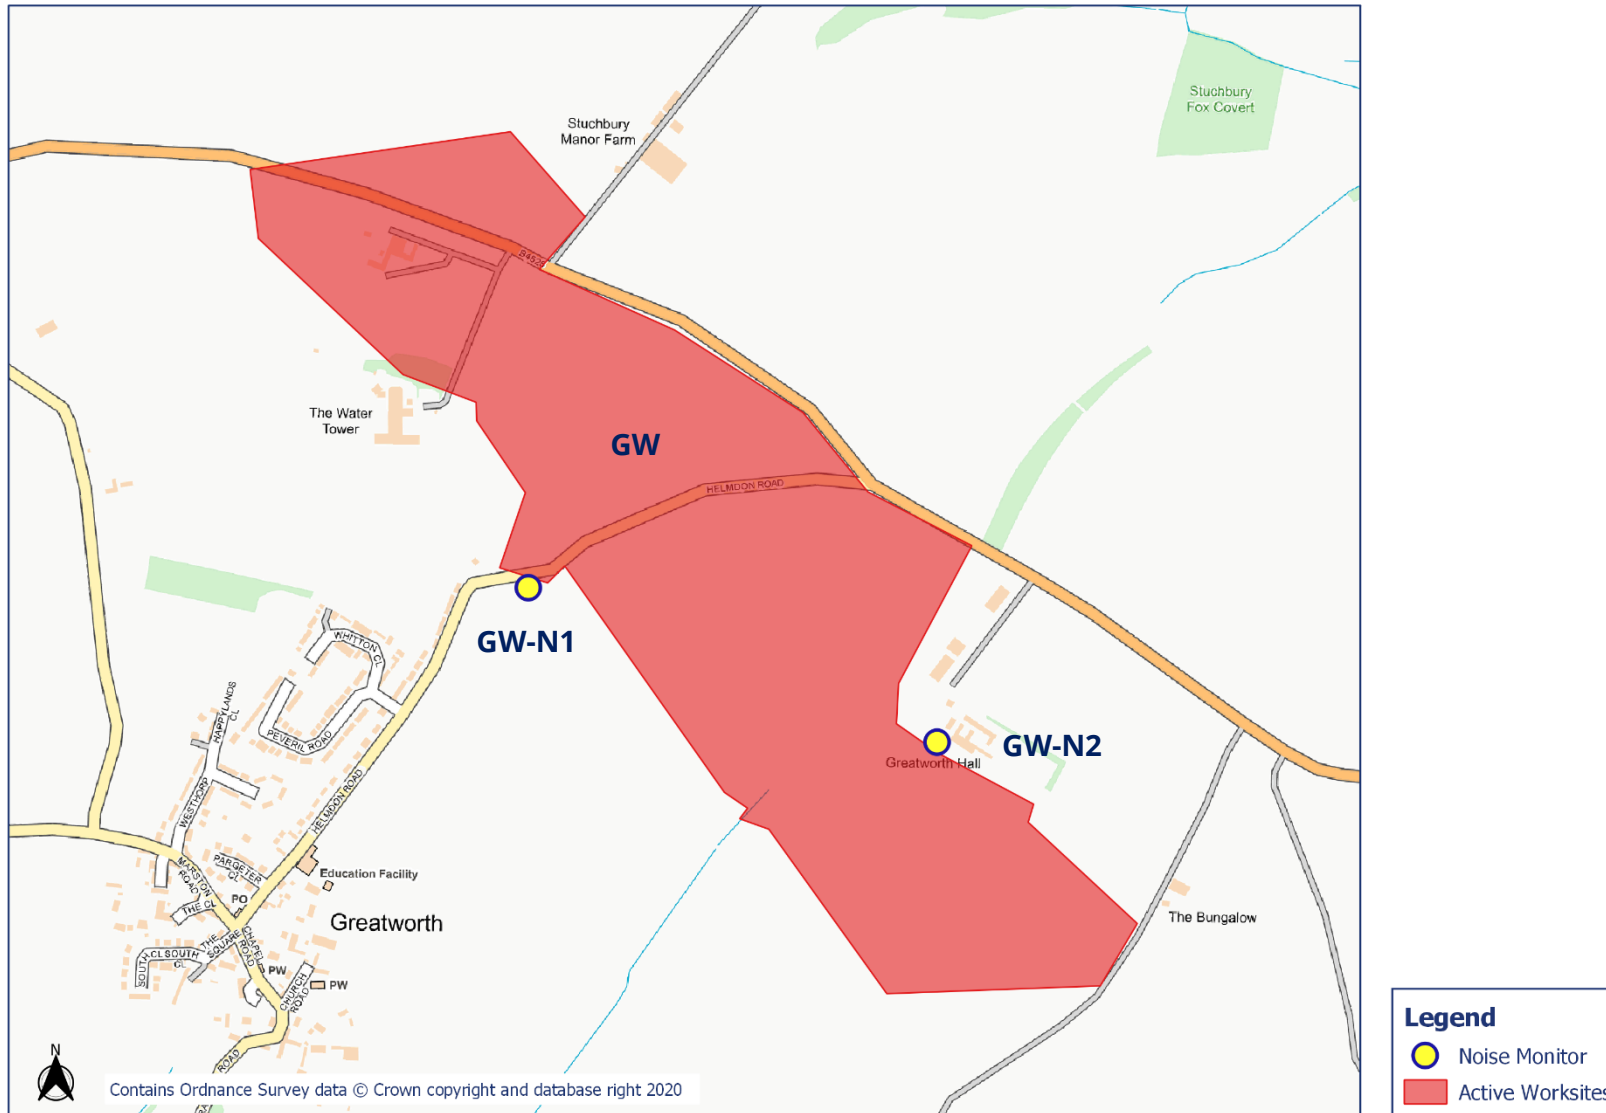 Stuchbury
Fox Covert
Stuchbury
Manor Farm
B4525
The Water
Tower
GW
HELMDON ROAD
GW-N1
WHITTON CL
HAPPYLANDS
CL
PEVERIL ROAD
GW-N2
Greatworth Hall
WESTHORP
HELMDON ROAD
MARSTON
ROAD
PARGETER
CL
Education Facility
PO
THE CL
Greatworth
The Bungalow
THE
SQUARE
CHAPEL
ROAD
SOUTH CL
SOUTH
CL
PW
PW
CHURCH
ROAD
ROAD
N
Contains Ordnance Survey data © Crown copyright and database right 2020
Legend
Noise Monitor
Active Worksites